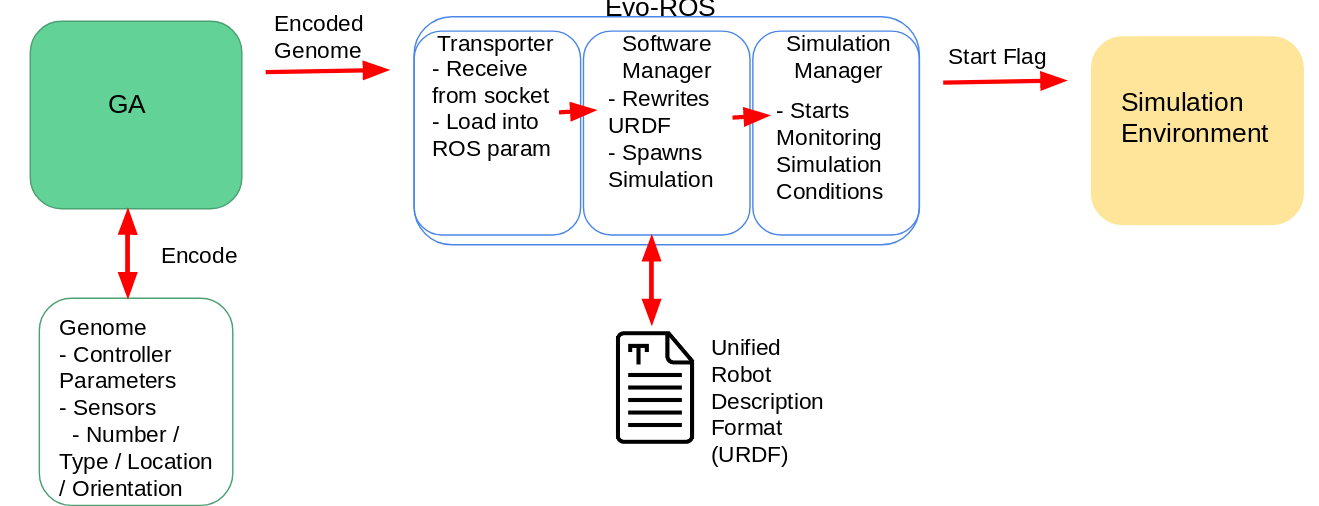 Evo-ROS
Encoded
Genome
GA
Encode
Genome
- Controller
Parameters
- Sensors
- Number /
Type / Location
/ Orientation
Transporter
- Receive
from socket
- Load into
ROS param
Software
Manager
- Rewrites
URDF
- Spawns
Simulation
Simulation
Manager
- Starts
Monitoring
Simulation
Conditions
T
Unified
Robot
Description
Format
(URDF)
Start Flag
Simulation
Environment